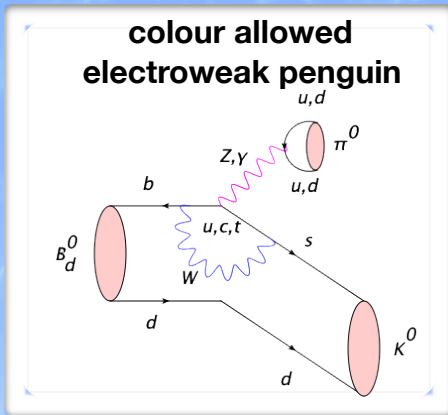 colour allowed
electroweak penguin
u,d
π⁰
Z,γ
u,d
b
u,c,t
s
B⁰d
W
d
K⁰
d